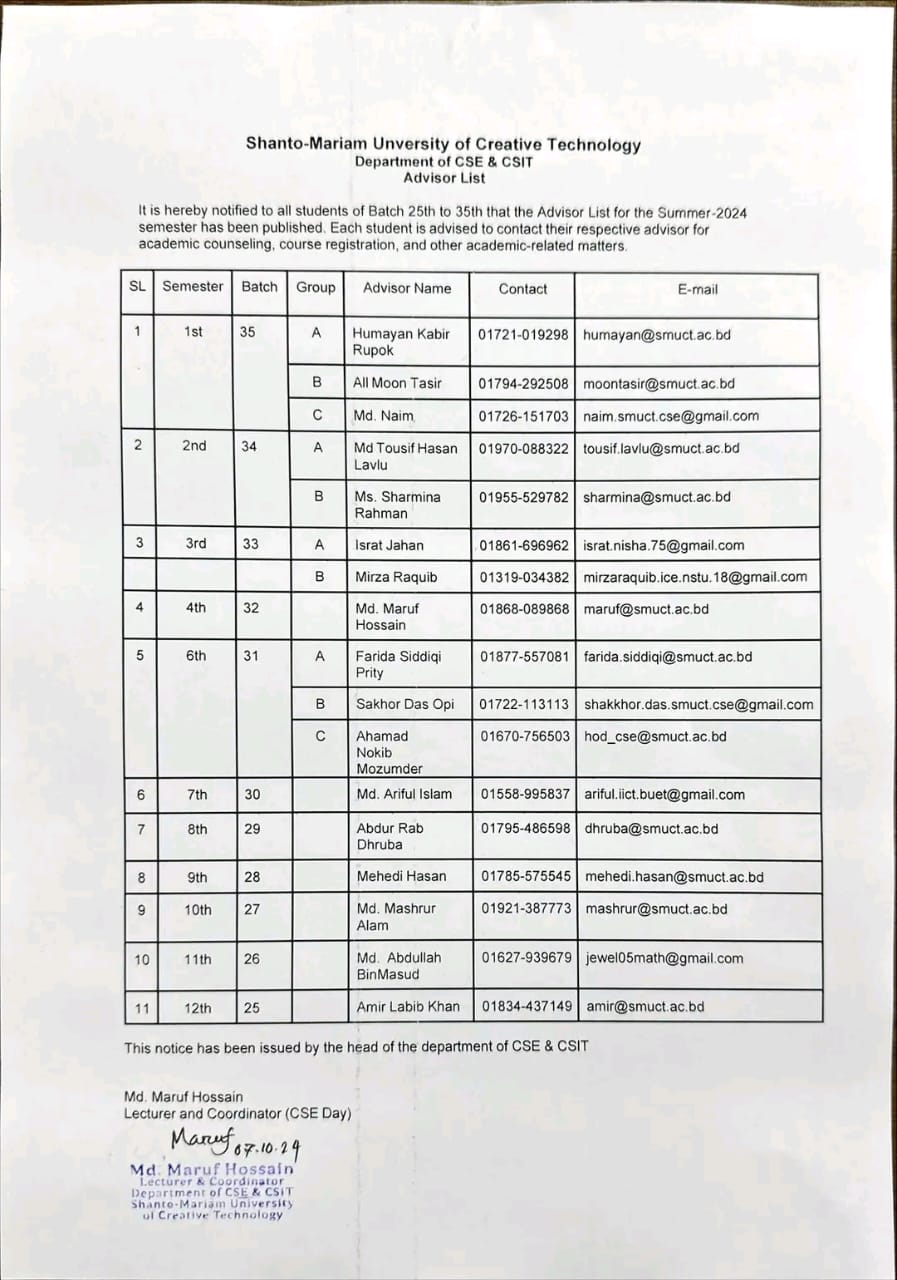 Shanto-Mariam Unversity of Creative Technology
Department of CSE & CSIT
Advisor List
It is hereby notified to all students of Batch 25th to 35th that the Advisor List for the Summer-2024
semester has been published. Each student is advised to contact their respective advisor for
academic counseling, course registration, and other academic-related matters.
SL Semester Batch Group Advisor Name Contact E-mail
1 1st 35 A Humayan Kabir 01721-019298 humayan@smuct.ac.bd
Rupok
B All Moon Tasir 01794-292508 moontasir@smuct.ac.bd
C Md. Naim 01726-151703 naim.smuct.cse@gmail.com
2 2nd 34 A Md Tousif Hasan 01970-088322 tousif.lavlu@smuct.ac.bd
Lavlu
B Ms. Sharmina 01955-529782 sharmina@smuct.ac.bd
Rahman
3 3rd 33 A Israt Jahan 01861-696962 israt.nisha.75@gmail.com
B Mirza Raquib 01319-034382 mirzaraquib.ice.nstu.18@gmail.com
4 4th 32 Md. Maruf 01868-089868 maruf@smuct.ac.bd
Hossain
5 6th 31 A Farida Siddiqi 01877-557081 farida.siddiqi@smuct.ac.bd
Prity
B Sakhor Das Opi 01722-113113 shakkhor.das.smuct.cse@gmail.com
C Ahamad 01670-756503 hod_cse@smuct.ac.bd
Nokib
Mozumder
6 7th 30 Md. Ariful Islam 01558-995837 ariful.iict.buet@gmail.com
7 8th 29 Abdur Rab 01795-486598 dhruba@smuct.ac.bd
Dhruba
8 9th 28 Mehedi Hasan 01785-575545 mehedi.hasan@smuct.ac.bd
9 10th 27 Md. Mashrur 01921-387773 mashrur@smuct.ac.bd
Alam
10 11th 26 Md. Abdullah 01627-939679 jewel05math@gmail.com
BinMasud
11 12th 25 Amir Labib Khan 01834-437149 amir@smuct.ac.bd
This notice has been issued by the head of the department of CSE & CSIT
Md. Maruf Hossain
Lecturer and Coordinator (CSE Day)
Maruf 07.10.24
Md. Maruf Hossain
Lecturer & Coordinator
Department of CSE & CSIT
Shanto-Mariam University
of Creative Technology